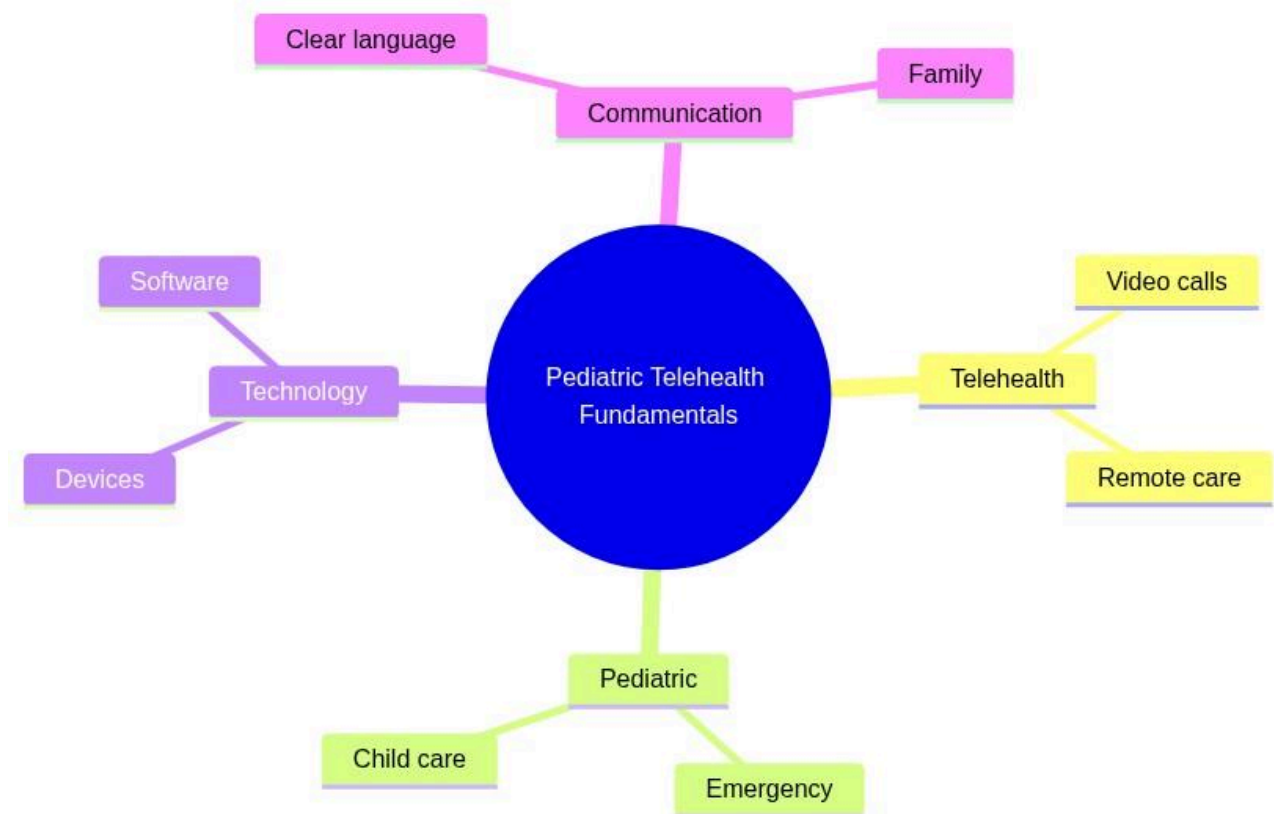 Clear language
Family
Communication
Software
Video calls
Technology
Pediatric Telehealth
Fundamentals
Telehealth
Devices
Remote care
Pediatric
Child care
Emergency